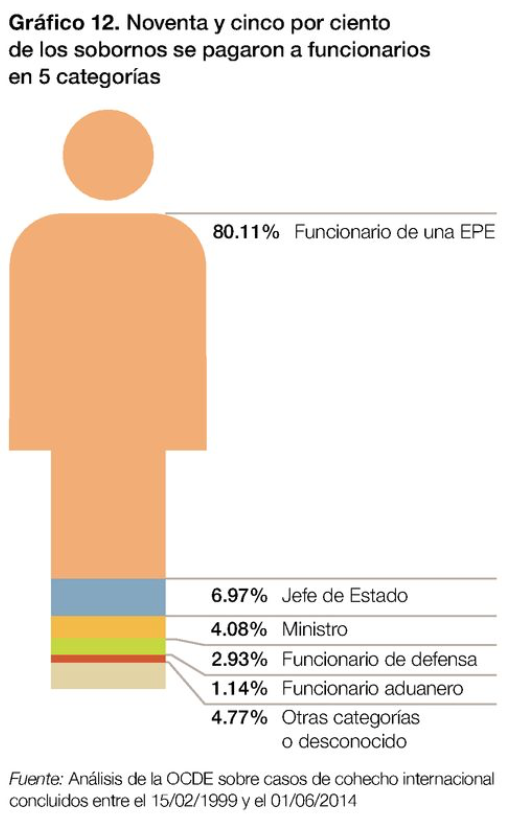 Gráfico 12. Noventa y cinco por ciento
de los sobornos se pagaron a funcionarios
en 5 categorías
80.11% Funcionario de una EPE
6.97% Jefe de Estado
4.08% Ministro
2.93% Funcionario de defensa
1.14% Funcionario aduanero
4.77% Otras categorías
o desconocido
Fuente: Análisis de la OCDE sobre casos de cohecho internacional
concluidos entre el 15/02/1999 y el 01/06/2014